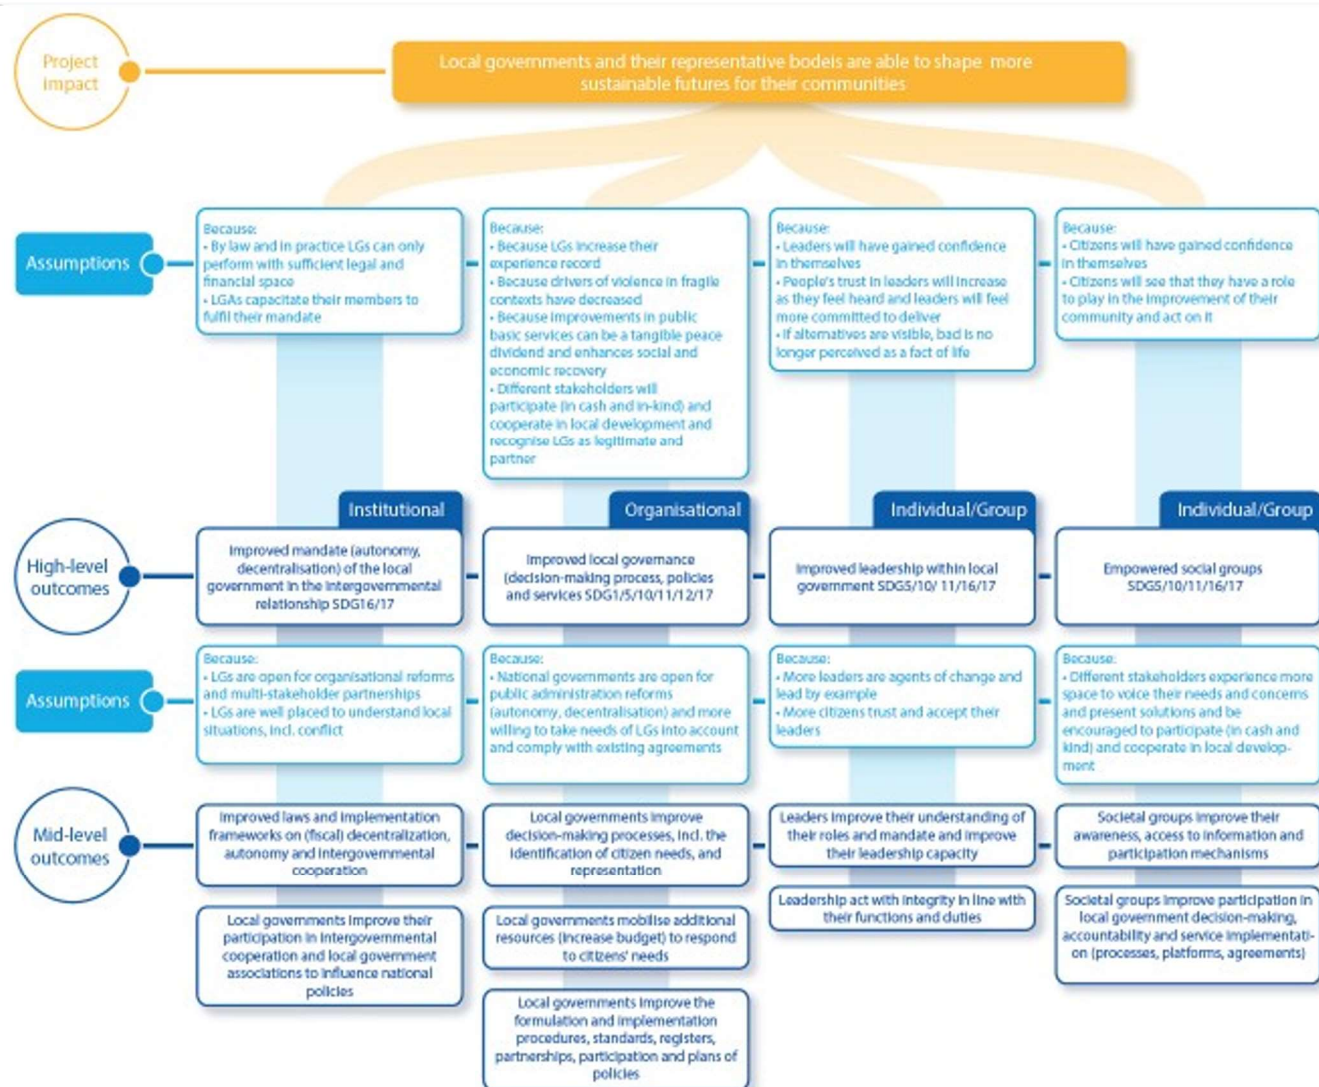 Project
impact
Local governments and their representative bodeis are able to shape more
sustainable futures for their communities
Assumptions
Because:
• By law and in practice LGs can only
perform with sufficient legal and
financial space
• LGAs capacitate their members to
fulfil their mandate
Because:
• Because LGs increase their
experience record
• Because drivers of violence in fragile
contexts have decreased
• Because improvements in public
basic services can be a tangible peace
dividend and enhances social and
economic recovery
• Different stakeholders will
participate (in cash and in-kind) and
cooperate in local development and
recognise LGs as legitimate and
partner
Because:
• Leaders will have gained confidence
in themselves
• People's trust in leaders will increase
as they feel heard and leaders will feel
more committed to deliver
• If alternatives are visible, bad is no
longer perceived as a fact of life
Because:
• Citizens will have gained confidence
in themselves
• Citizens will see that they have a role
to play in the improvement of their
community and act on it
High-level
outcomes
Institutional
Improved mandate (autonomy,
decentralisation) of the local
government in the intergovernmental
relationship SDG16/17
Organisational
Improved local governance
(decision-making process, policies
and services SDG1/5/10/11/12/17
Individual/Group
Improved leadership within local
government SDG5/10/ 11/16/17
Individual/Group
Empowered social groups
SDG5/10/11/16/17
Assumptions
Because:
• LGs are open for organisational reforms
and multi-stakeholder partnerships
• LGs are well placed to understand local
situations, incl. conflict
Because:
• National governments are open for
public administration reforms
(autonomy, decentralisation) and more
willing to take needs of LGs into account
and comply with existing agreements
Because:
• More leaders are agents of change and
lead by example
• More citizens trust and accept their
leaders
Because:
• Different stakeholders experience more
space to voice their needs and concerns
and present solutions and be
encouraged to participate (in cash and
kind) and cooperate in local develop-
ment
Mid-level
outcomes
Improved laws and implementation
frameworks on (fiscal) decentralization,
autonomy and intergovernmental
cooperation
Local governments improve their
participation in intergovernmental
cooperation and local government
associations to influence national
policies
Local governments improve
decision-making processes, incl. the
identification of citizen needs, and
representation
Local governments mobilise additional
resources (increase budget) to respond
to citizens' needs
Local governments improve the
formulation and implementation
procedures, standards, registers,
partnerships, participation and plans of
policies
Leaders improve their understanding of
their roles and mandate and improve
their leadership capacity
Leadership act with integrity in line with
their functions and duties
Societal groups improve their
awareness, access to information and
participation mechanisms
Societal groups improve participation in
local government decision-making,
accountability and service implementati-
on (processes, platforms, agreements)